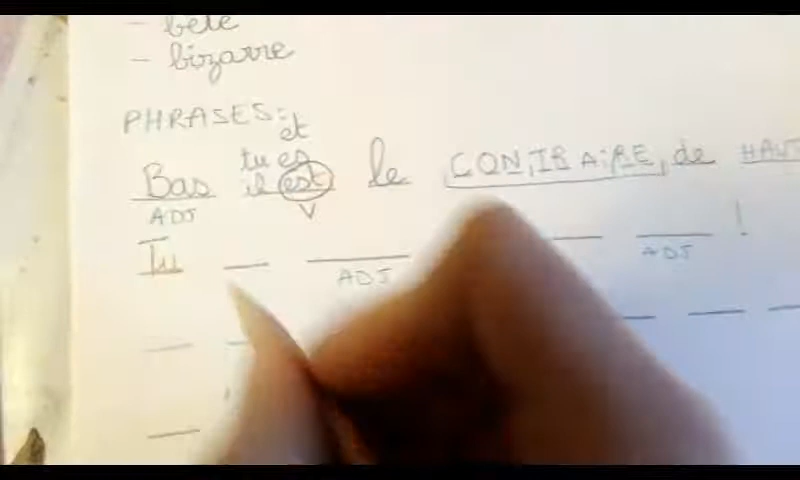 - bête
- bizarre
PHRASES:
et
tu es
Bas il est le CONTRAIRE de HAUT
ADJ V
Tu !
ADJ ADJ